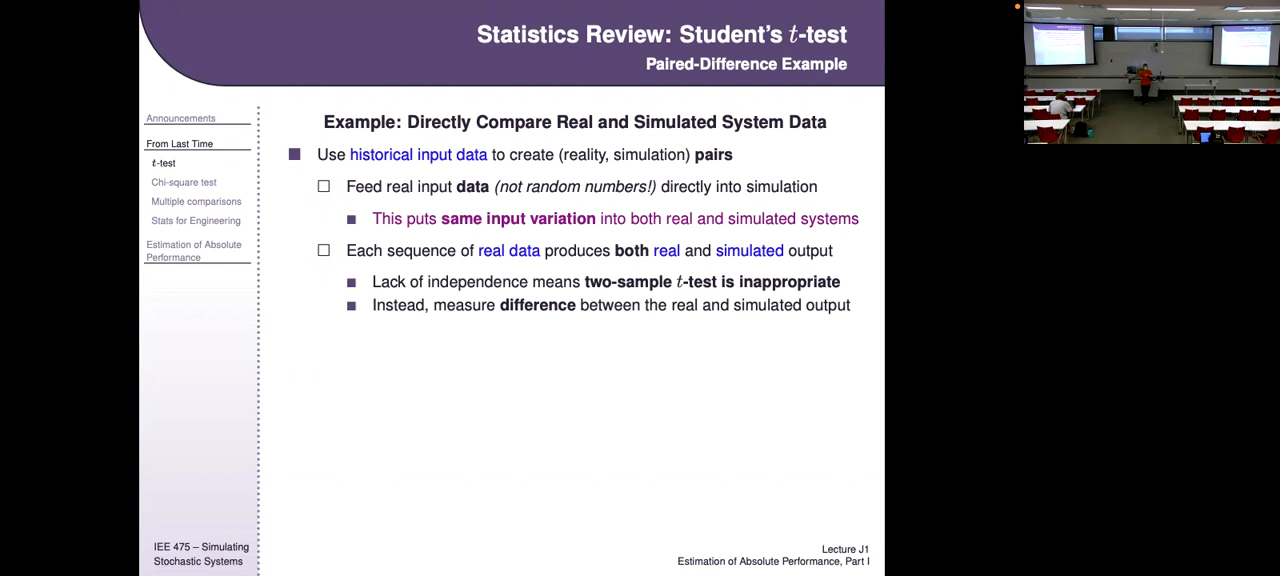 Statistics Review: Student's t-test
Paired-Difference Example
Announcements
From Last Time
t-test
Chi-square test
Multiple comparisons
Stats for Engineering
Estimation of Absolute
Performance
Example: Directly Compare Real and Simulated System Data
Use historical input data to create (reality, simulation) pairs
Feed real input data (not random numbers!) directly into simulation
This puts same input variation into both real and simulated systems
Each sequence of real data produces both real and simulated output
Lack of independence means two-sample t-test is inappropriate
Instead, measure difference between the real and simulated output
IEE 475 – Simulating
Stochastic Systems
Lecture J1
Estimation of Absolute Performance, Part I